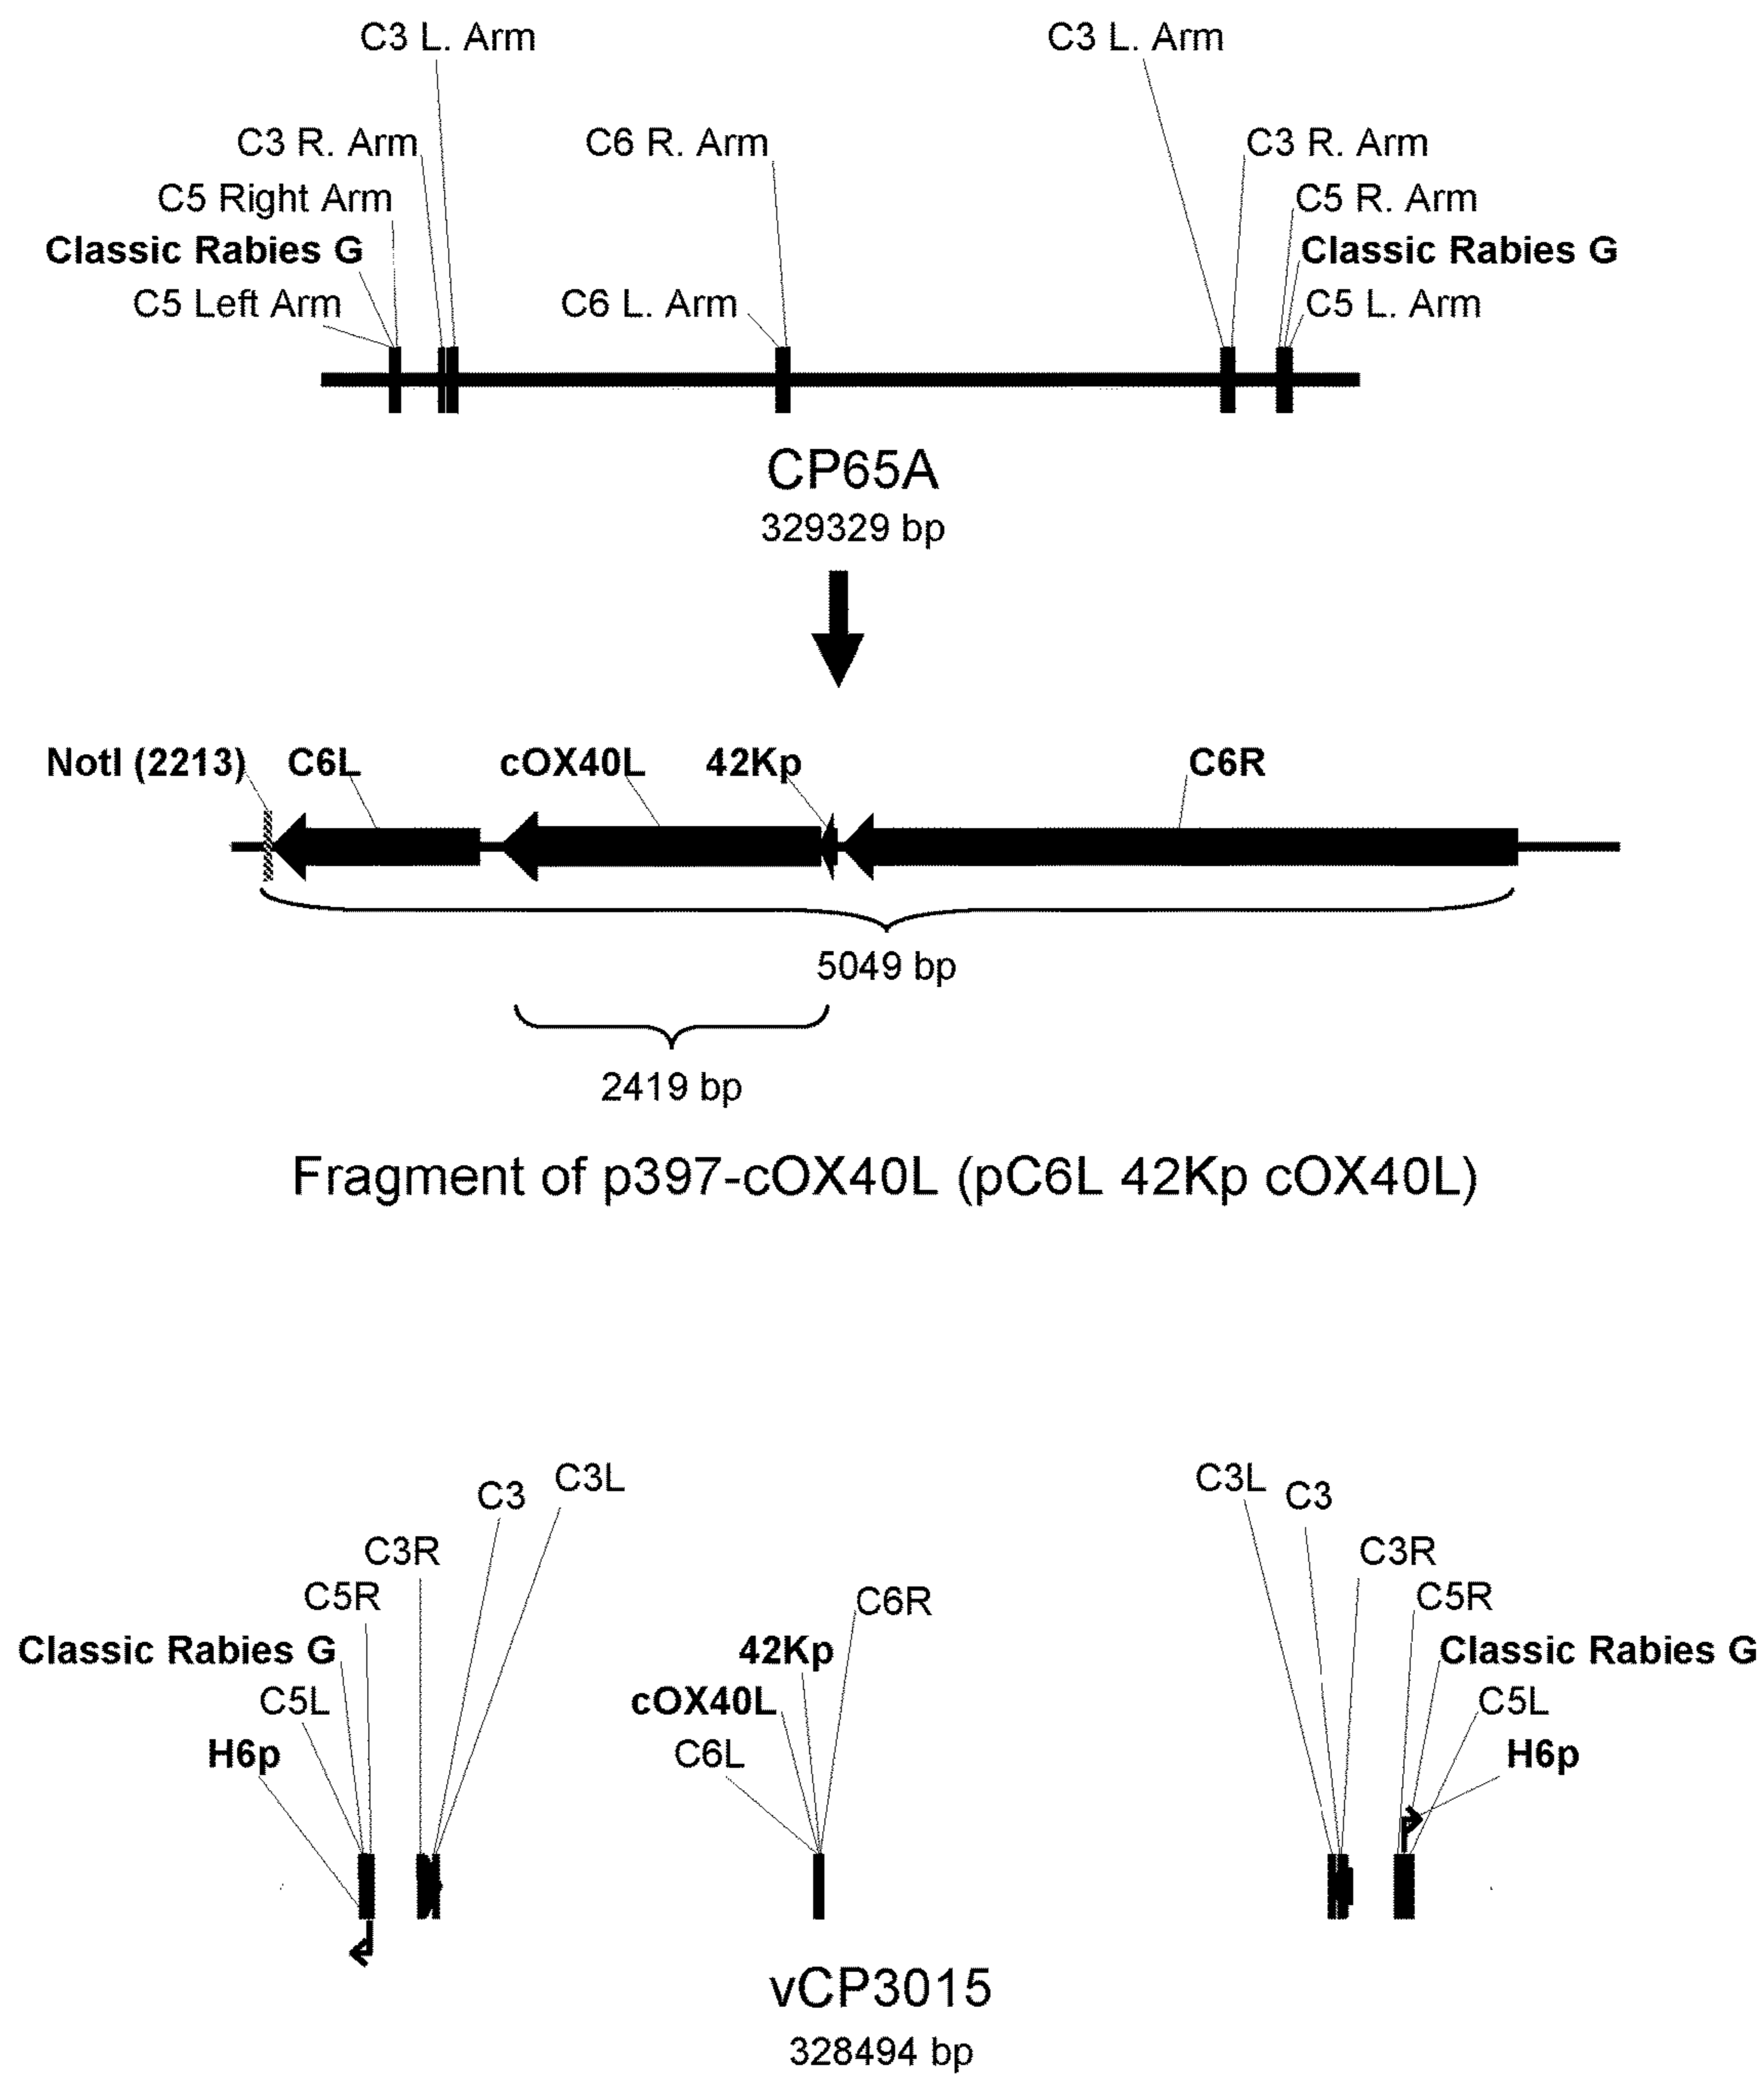 C3 L. Arm
C3 L. Arm
C3 R. Arm
C6 R. Arm
C3 R. Arm
C5 Right Arm
C5 R. Arm
Classic Rabies G
Classic Rabies G
C5 Left Arm
C6 L. Arm
C5 L. Arm
CP65A
329329 bp
NotI (2213)
C6L
cOX40L
42Kp
C6R
5049 bp
2419 bp
Fragment of p397-cOX40L (pC6L 42Kp cOX40L)
C3
C3L
C3L
C3
C3R
C3R
C5R
C6R
C5R
Classic Rabies G
42Kp
Classic Rabies G
C5L
cOX40L
C5L
H6p
C6L
H6p
vCP3015
328494 bp